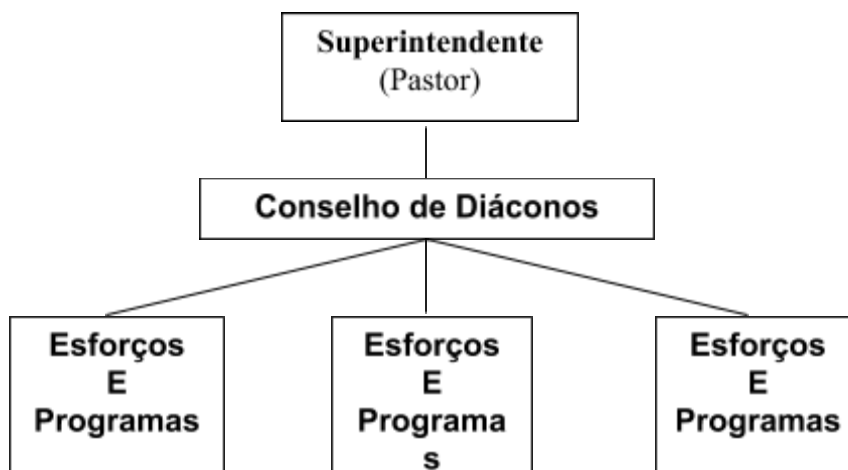 Superintendente
(Pastor)
Conselho de Diáconos
Esforços
E
Programas
Esforços
E
Programa
s
Esforços
E
Programas